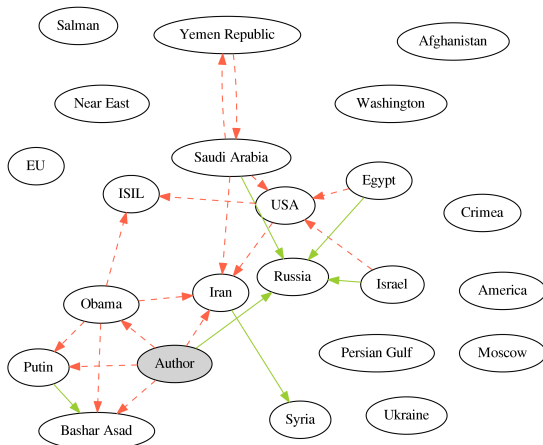 Salman
Yemen Republic
Afghanistan
Near East
Washington
Saudi Arabia
EU
ISIL
Egypt
USA
Crimea
Russia
Iran
Israel
America
Obama
Persian Gulf
Moscow
Putin
Author
Ukraine
Syria
Bashar Asad